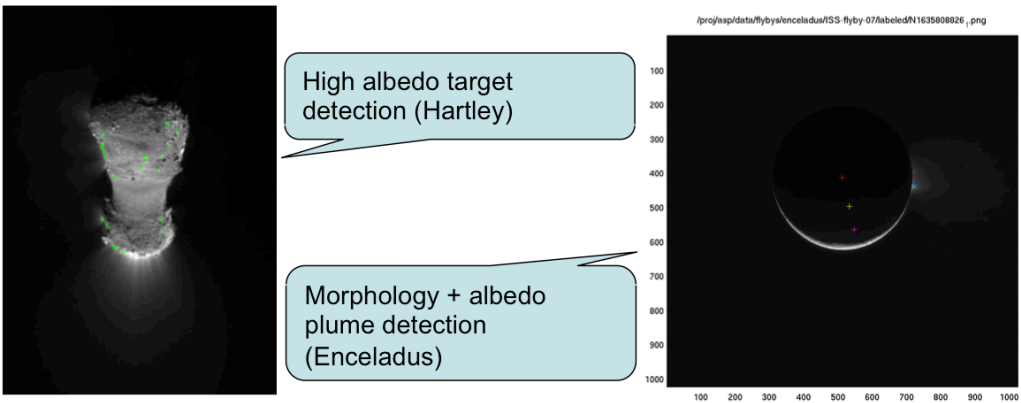 /proj/asp/data/flybys/enceladus/ISS-flyby-07/labeled/N1635808826 ₁.png
High albedo target
detection (Hartley)
Morphology + albedo
plume detection
(Enceladus)
100
200
300
400
500
600
700
800
900
1000
100 200 300 400 500 600 700 800 900 1000